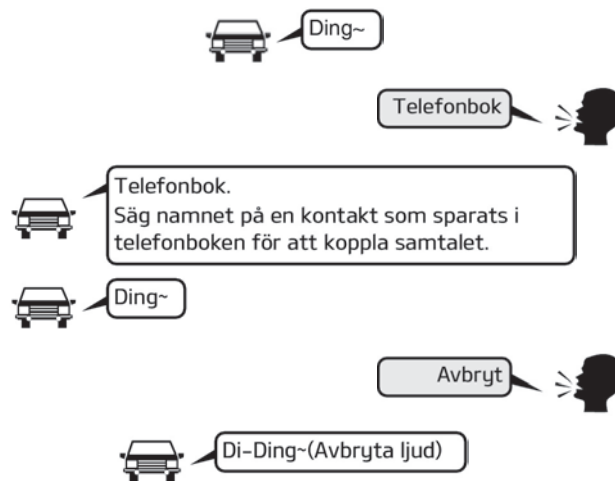 Ding~
Telefonbok
Telefonbok.
Säg namnet på en kontakt som sparats i
telefonboken för att koppla samtalet.
Ding~
Avbryt
Di-Ding~(Avbryta ljud)